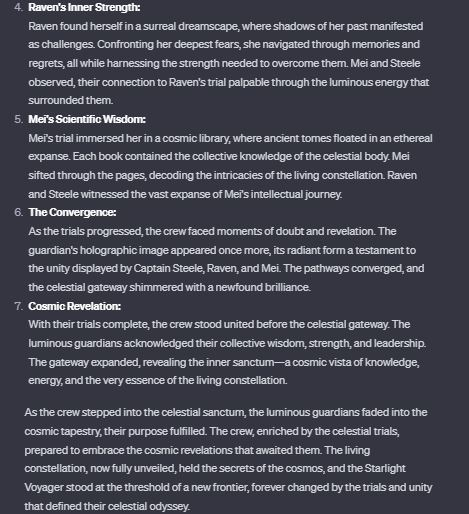 4. Raven's Inner Strength:
Raven found herself in a surreal dreamscape, where shadows of her past manifested
as challenges. Confronting her deepest fears, she navigated through memories and
regrets, all while harnessing the strength needed to overcome them. Mei and Steele
observed, their connection to Raven's trial palpable through the luminous energy that
surrounded them.
5. Mei's Scientific Wisdom:
Mei's trial immersed her in a cosmic library, where ancient tomes floated in an ethereal
expanse. Each book contained the collective knowledge of the celestial body. Mei
sifted through the pages, decoding the intricacies of the living constellation. Raven
and Steele witnessed the vast expanse of Mei's intellectual journey.
6. The Convergence:
As the trials progressed, the crew faced moments of doubt and revelation. The
guardian's holographic image appeared once more, its radiant form a testament to
the unity displayed by Captain Steele, Raven, and Mei. The pathways converged, and
the celestial gateway shimmered with a newfound brilliance.
7. Cosmic Revelation:
With their trials complete, the crew stood united before the celestial gateway. The
luminous guardians acknowledged their collective wisdom, strength, and leadership.
The gateway expanded, revealing the inner sanctum—a cosmic vista of knowledge,
energy, and the very essence of the living constellation.
As the crew stepped into the celestial sanctum, the luminous guardians faded into the
cosmic tapestry, their purpose fulfilled. The crew, enriched by the celestial trials,
prepared to embrace the cosmic revelations that awaited them. The living
constellation, now fully unveiled, held the secrets of the cosmos, and the Starlight
Voyager stood at the threshold of a new frontier, forever changed by the trials and unity
that defined their celestial odyssey.